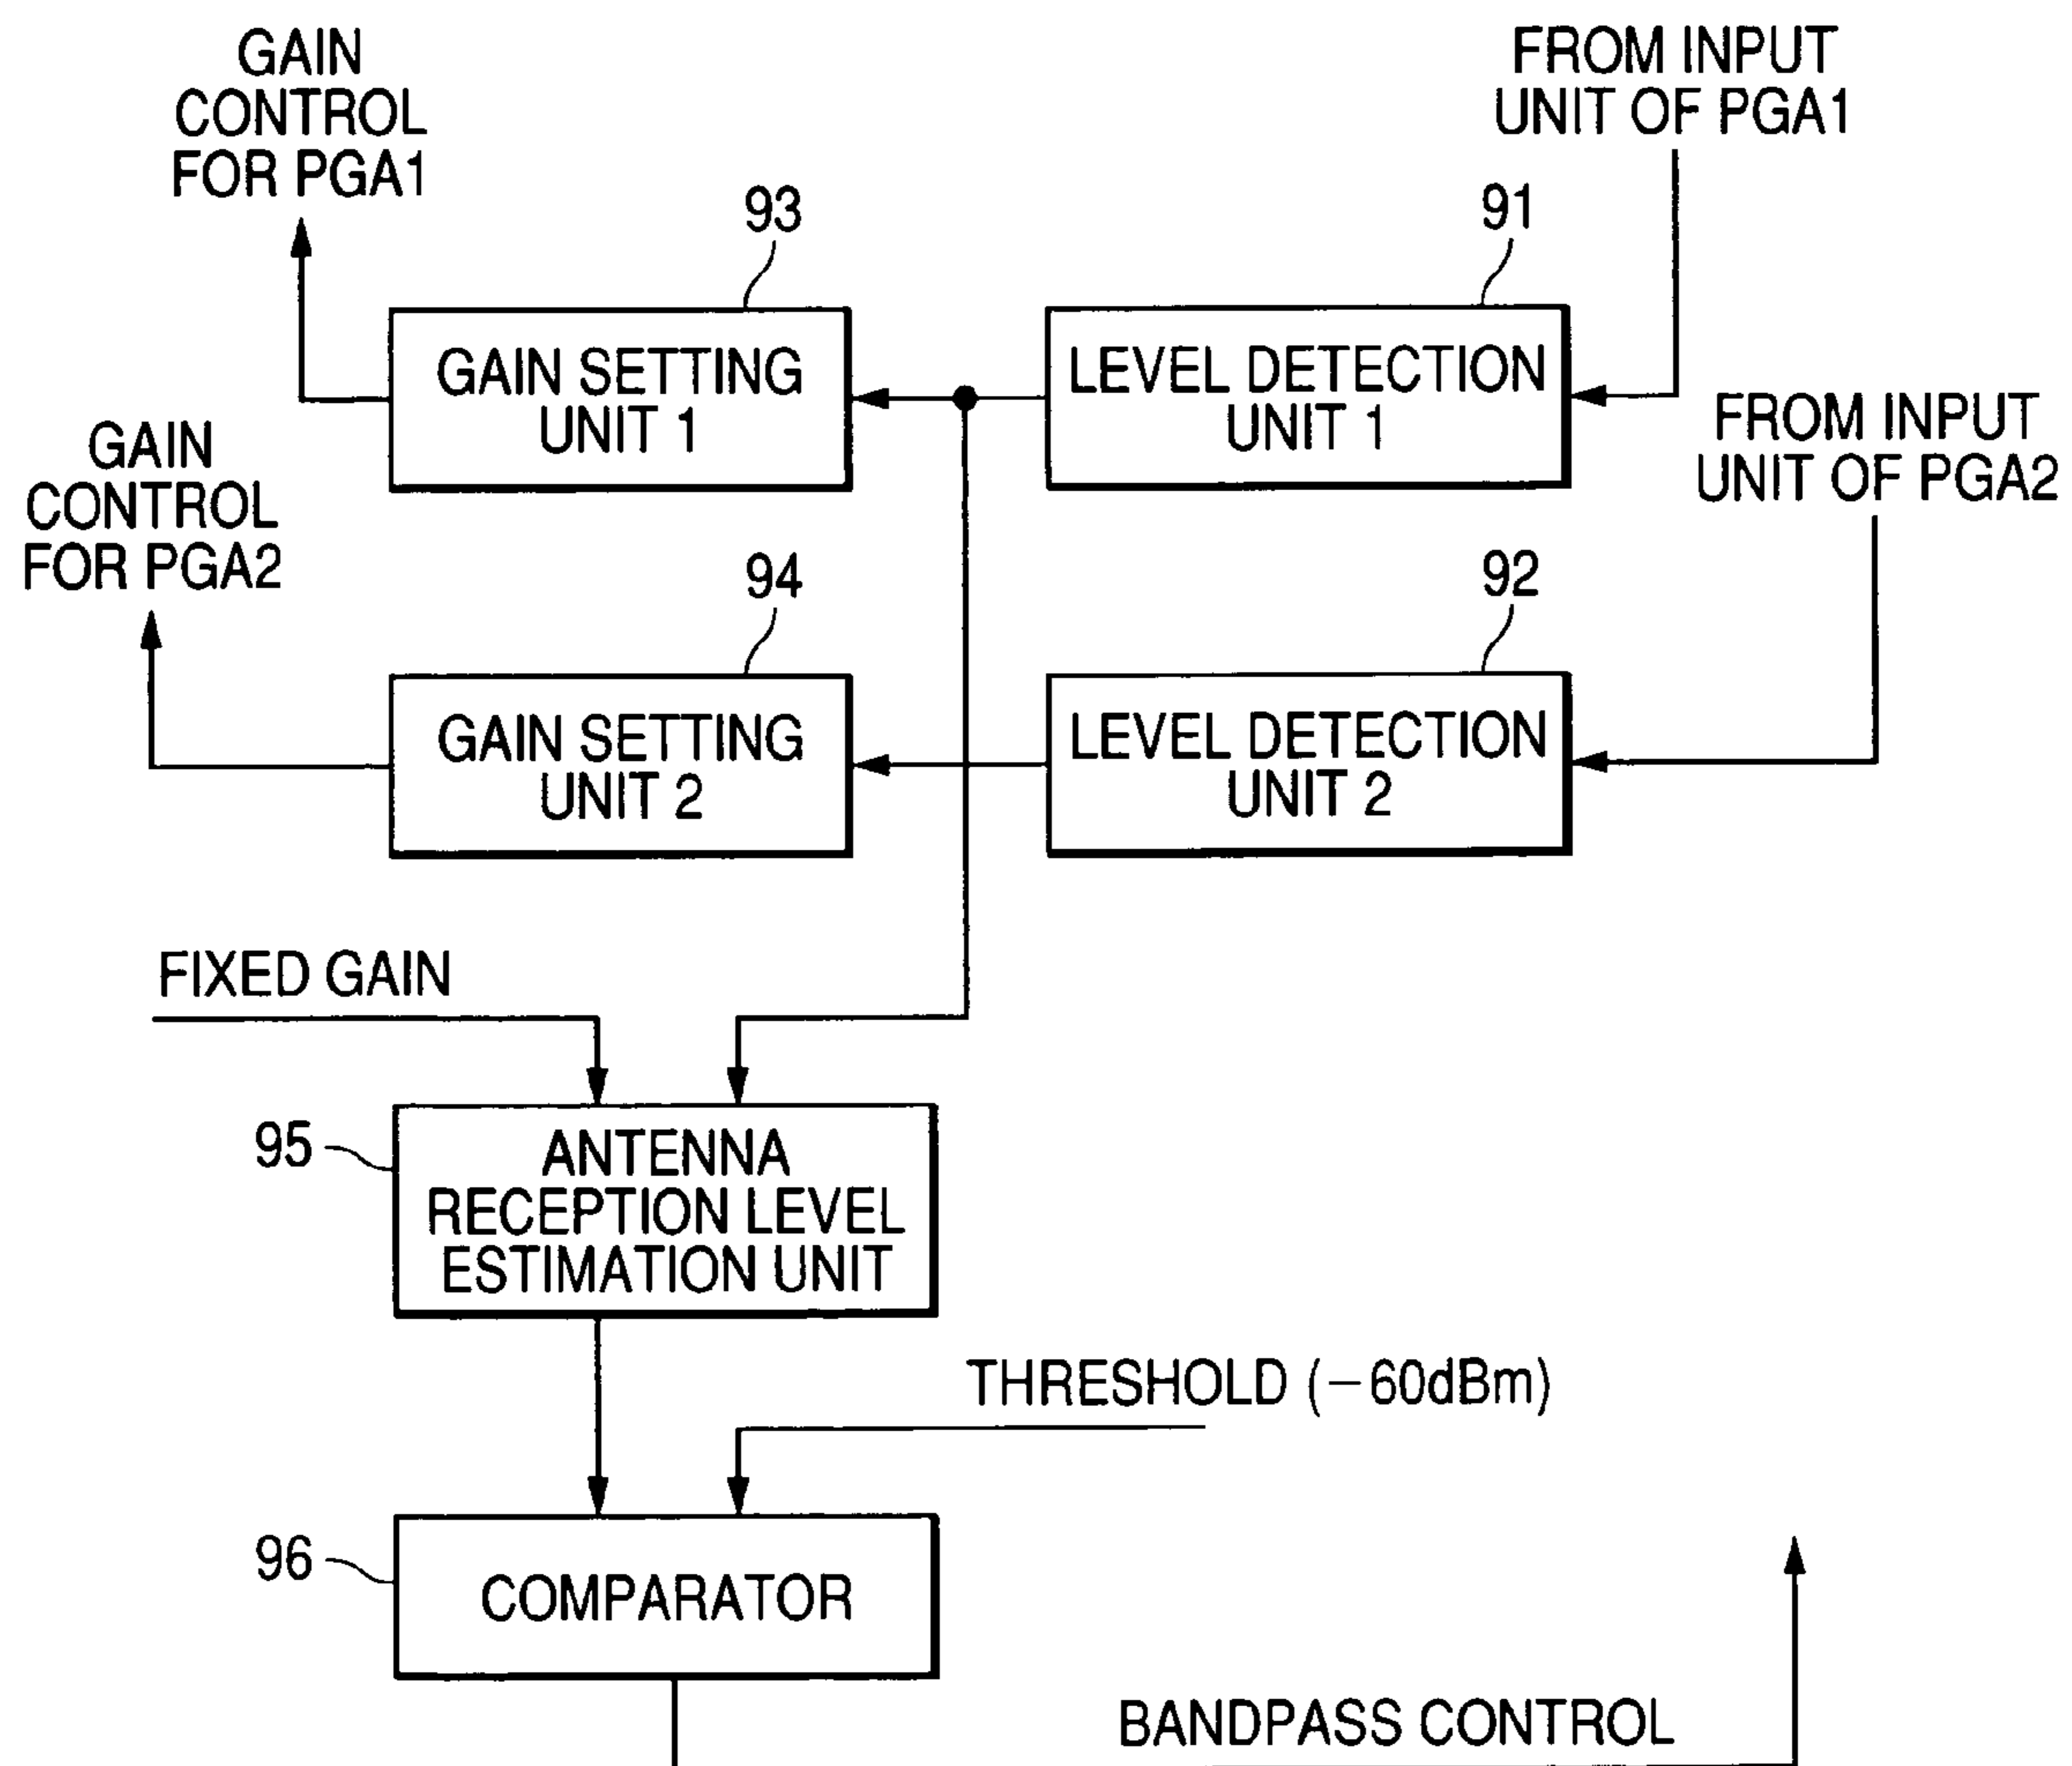 GAIN
CONTROL
FOR PGA1
FROM INPUT
UNIT OF PGA1
93
91
GAIN SETTING
UNIT 1
LEVEL DETECTION
UNIT 1
GAIN
CONTROL
FOR PGA2
FROM INPUT
UNIT OF PGA2
94
92
GAIN SETTING
UNIT 2
LEVEL DETECTION
UNIT 2
FIXED GAIN
95
ANTENNA
RECEPTION LEVEL
ESTIMATION UNIT
THRESHOLD (−60dBm)
96
COMPARATOR
BANDPASS CONTROL